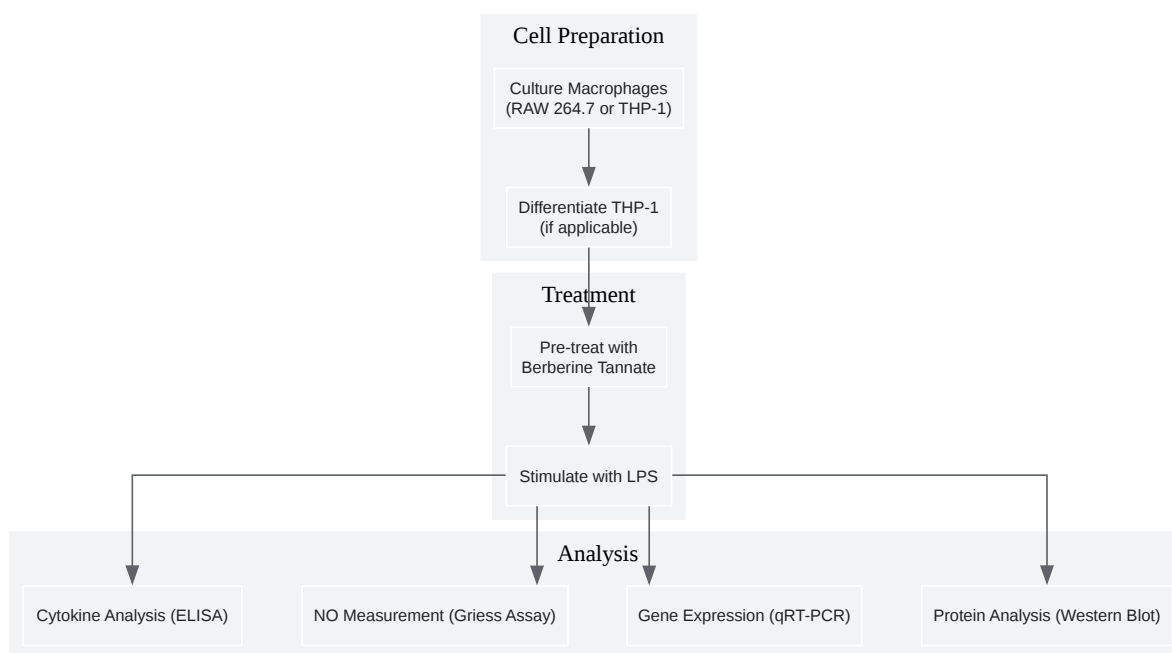 Cell Preparation
Culture Macrophages
(RAW 264.7 or THP-1)
Differentiate THP-1
(if applicable)
Treatment
Pre-treat with
Berberine Tannate
Stimulate with LPS
Analysis
Cytokine Analysis (ELISA)
NO Measurement (Griess Assay)
Gene Expression (qRT-PCR)
Protein Analysis (Western Blot)